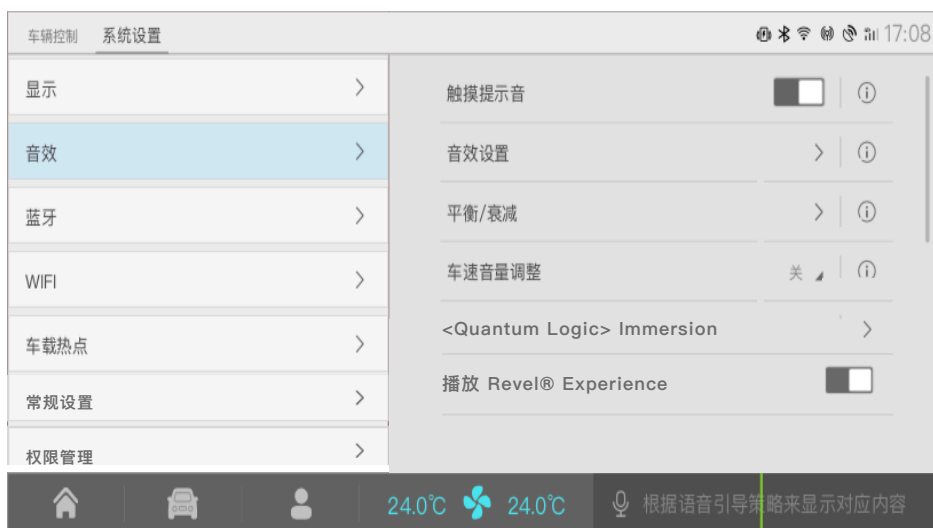 车辆控制 系统设置 17:08
显示
音效
蓝牙
WIFI
车载热点
常规设置
权限管理
触摸提示音
音效设置
平衡/衰减
车速音量调整 关
<Quantum Logic> Immersion
播放 Revel® Experience
24.0℃ 24.0℃ 根据语音引导策略来显示对应内容